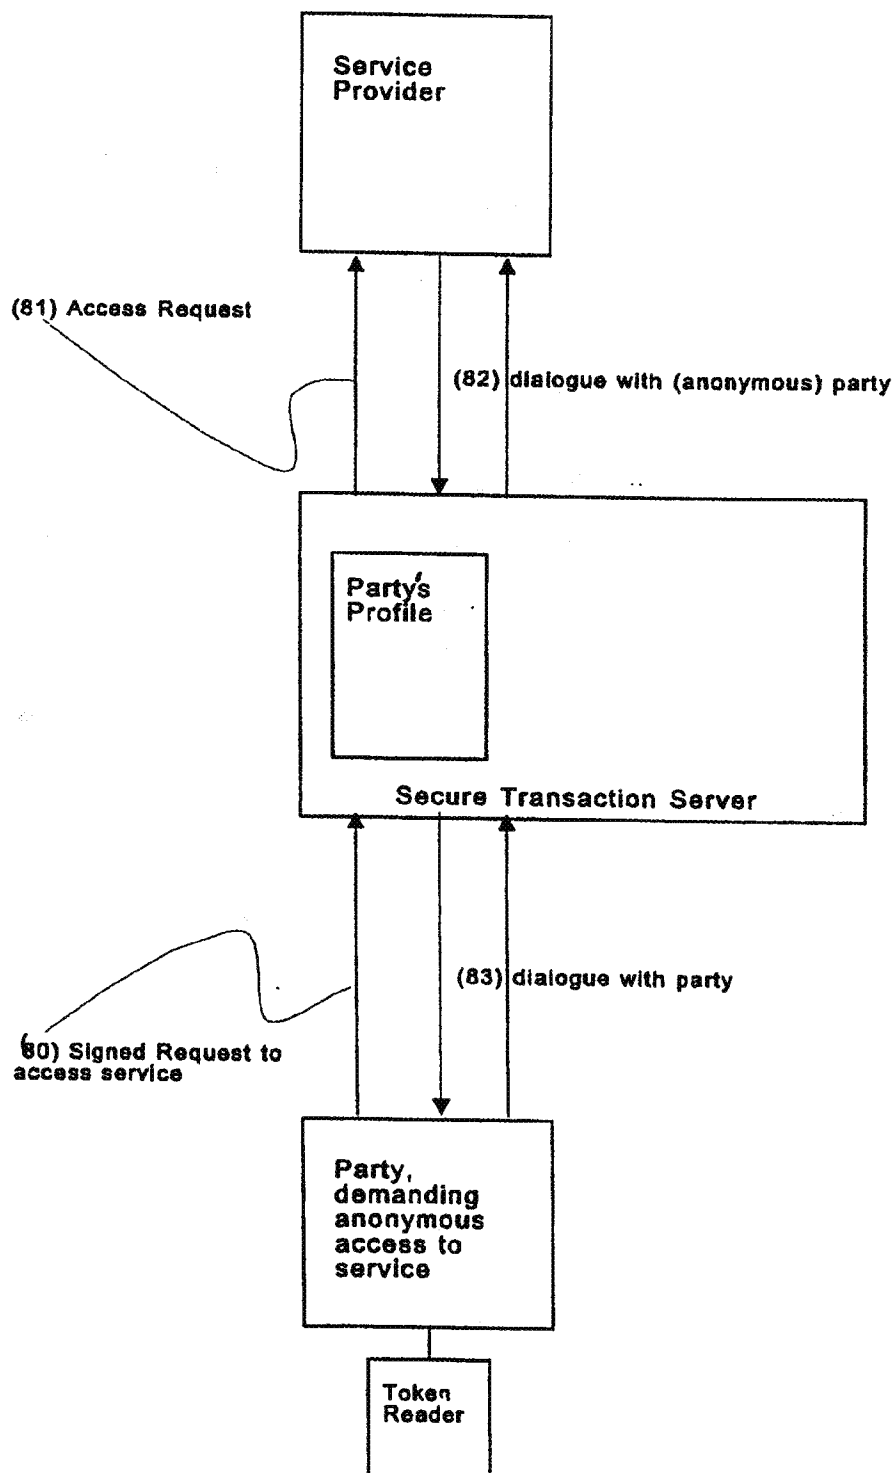 Service
Provider
(81) Access Request
(82) dialogue with (anonymous) party
Party's
Profile
Secure Transaction Server
(83) dialogue with party
(80) Signed Request to
access service
Party,
demanding
anonymous
access to
service
Token
Reader